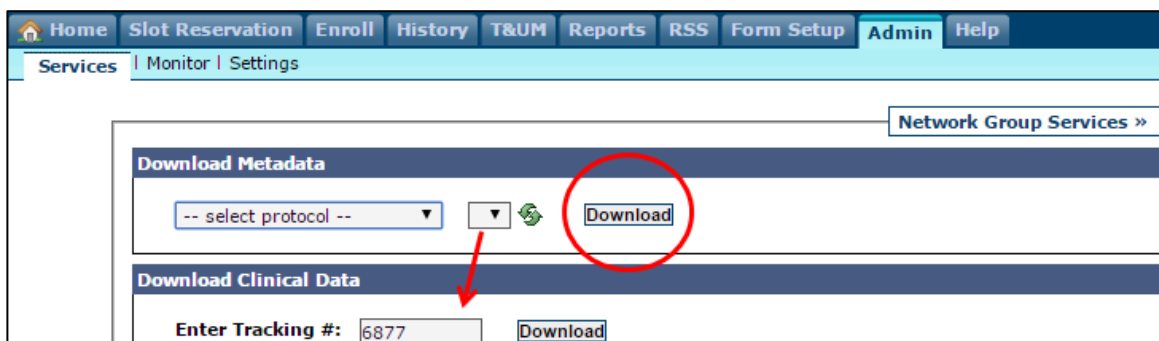 Home Slot Reservation Enroll History T&UM Reports RSS Form Setup Admin Help
Services | Monitor | Settings
Network Group Services »
Download Metadata
-- select protocol -- Download
Download Clinical Data
Enter Tracking #: 6877 Download